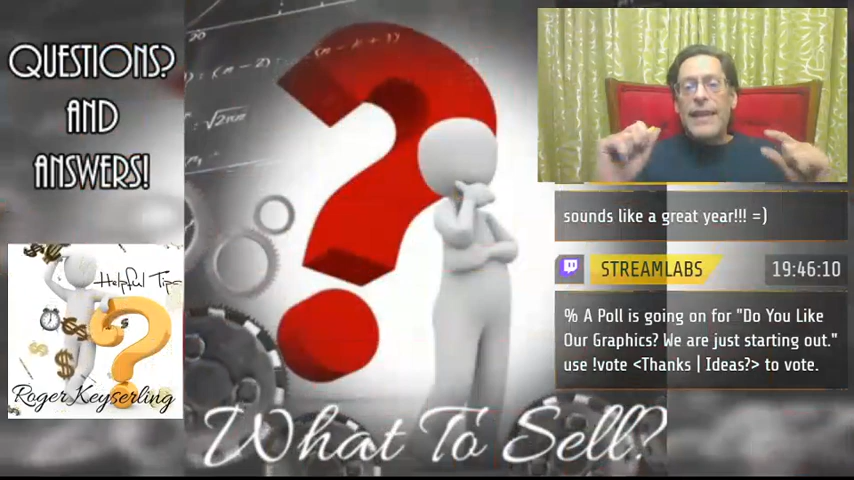 QUESTIONS?
AND
ANSWERS!
Helpful Tips
Roger Keyserling
What To Sell?
sounds like a great year!!! =)
STREAMLABS
19:46:10
% A Poll is going on for "Do You Like
Our Graphics? We are just starting out."
use !vote <Thanks | Ideas?> to vote.